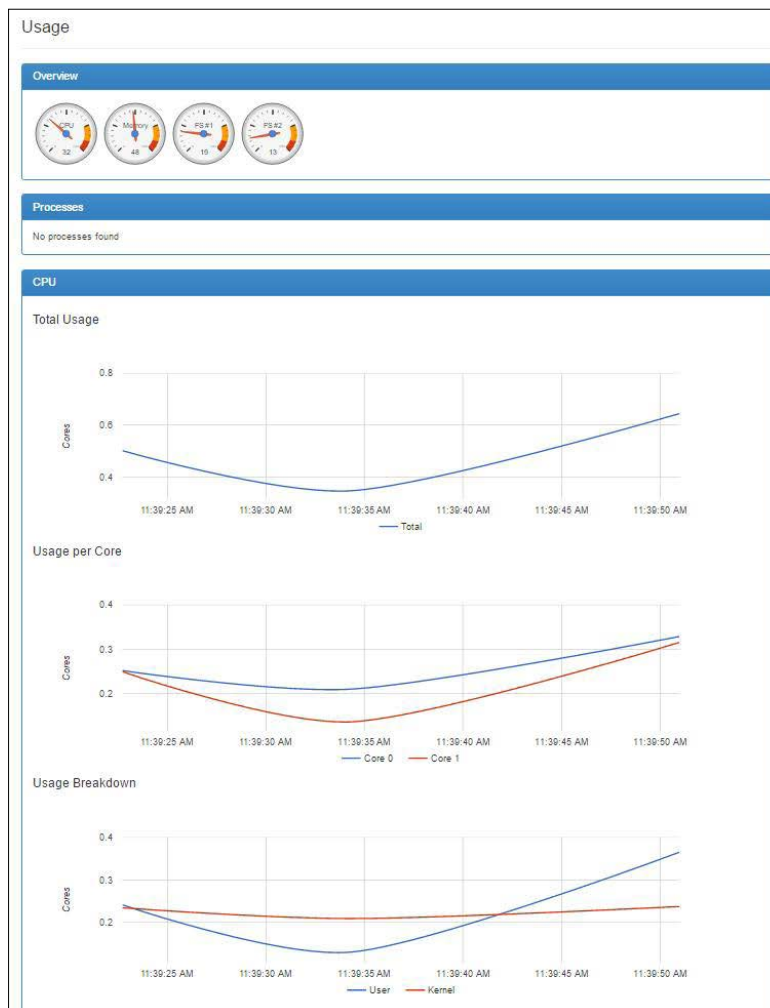 Usage
Overview
CPU
Memory
FS #1
FS #2
32
48
13
Processes
No processes found
CPU
Total Usage
0.8
0.6
0.4
Cores
11:39:25 AM
11:39:30 AM
11:39:35 AM
11:39:40 AM
11:39:45 AM
11:39:50 AM
Total
Usage per Core
0.4
0.3
0.2
Cores
11:39:25 AM
11:39:30 AM
11:39:35 AM
11:39:40 AM
11:39:45 AM
11:39:50 AM
Core 0
Core 1
Usage Breakdown
0.4
0.3
0.2
Cores
11:39:25 AM
11:39:30 AM
11:39:35 AM
11:39:40 AM
11:39:45 AM
11:39:50 AM
User
Kernel